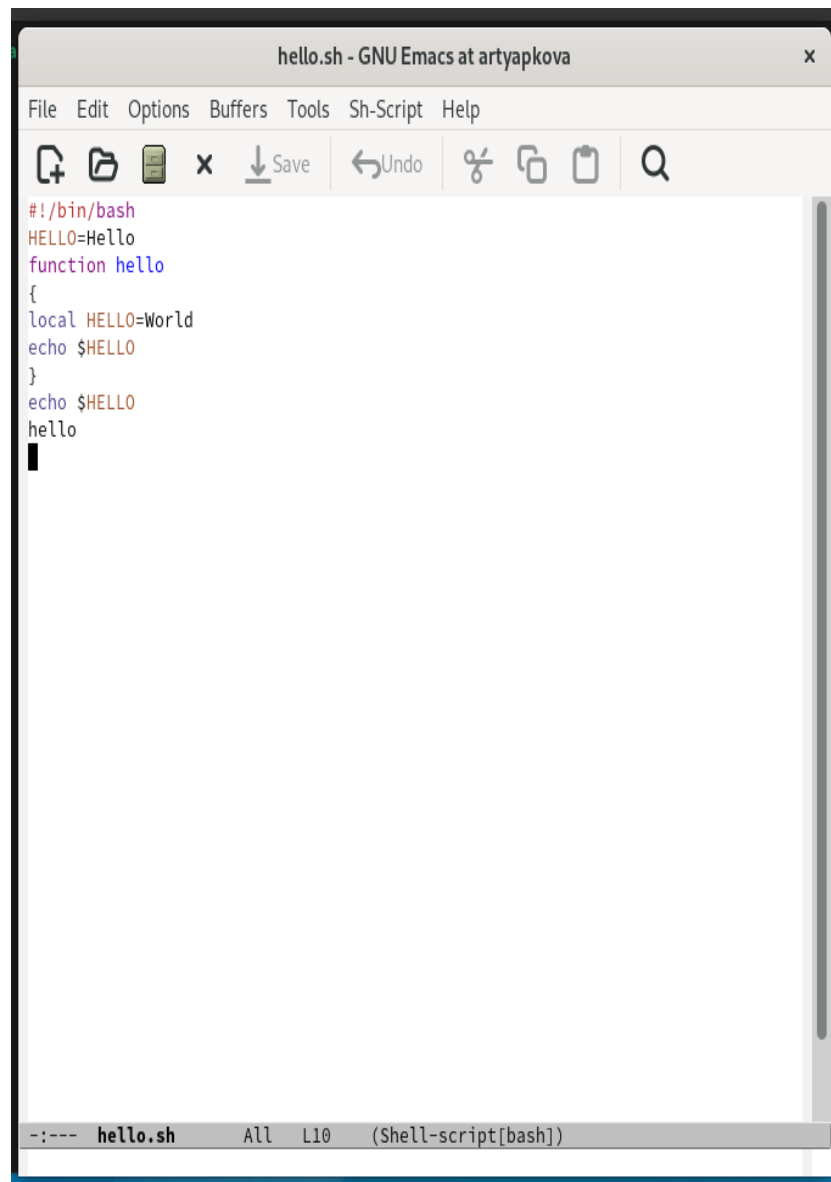 hello.sh - GNU Emacs at artyapkova x
File Edit Options Buffers Tools Sh-Script Help
Save Undo
#!/bin/bash
HELLO=Hello
function hello
{
local HELLO=World
echo $HELLO
}
echo $HELLO
hello
-:--- hello.sh All L10 (Shell-script[bash])